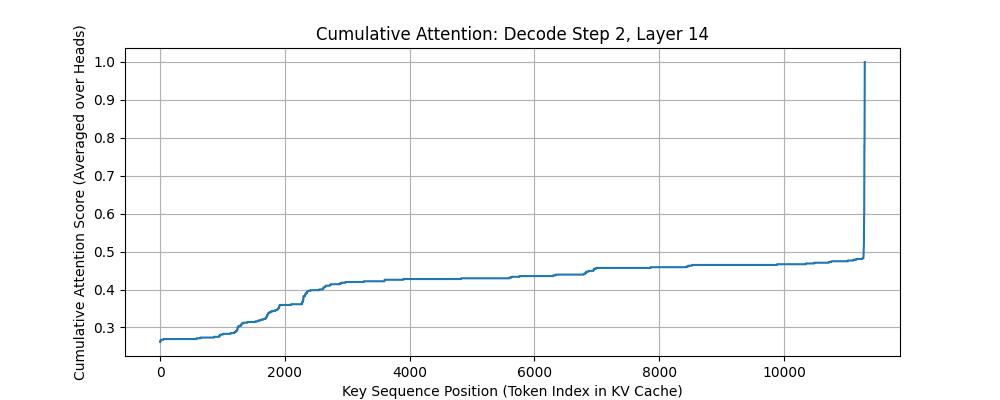 Cumulative Attention: Decode Step 2, Layer 14
Cumulative Attention Score (Averaged over Heads)
1.0
0.9
0.8
0.7
0.6
0.5
0.4
0.3
0 2000 4000 6000 8000 10000
Key Sequence Position (Token Index in KV Cache)